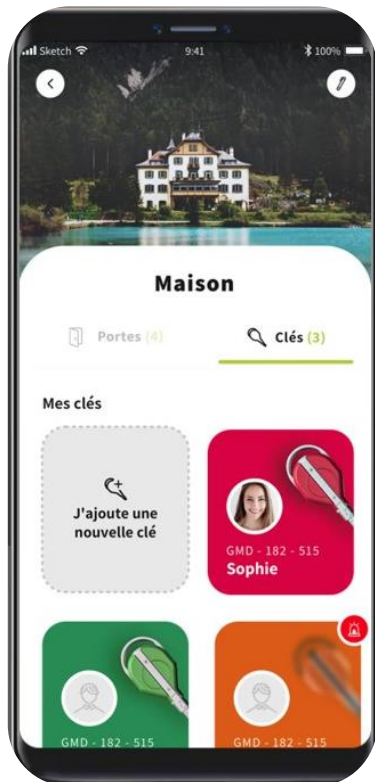 Sketch 9:41 100%
Maison
Portes (4) Clés (3)
Mes clés
J'ajoute une
nouvelle clé
GMD - 182 - 515
Sophie
GMD - 182 - 515 GMD - 182 - 515